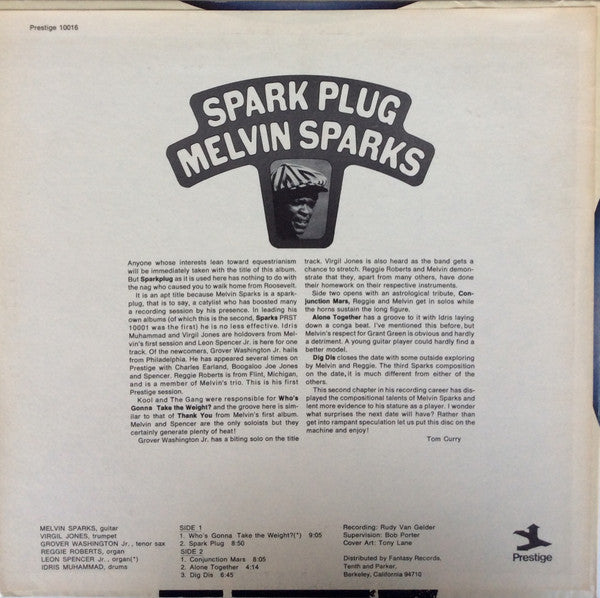 Prestige 10016
SPARK PLUG
MELVIN SPARKS
Anyone whose interests lean toward equestrianism
will be immediately taken with the title of this album.
But Sparkplug as it is used here has nothing to do with
the nag who caused you to walk home from Roosevelt.
It is an apt title because Melvin Sparks is a spark-
plug, that is to say, a catylist who has boosted many
a recording session by his presence. In leading his
own albums (of which this is the second, Sparks PRST
10001 was the first) he is no less effective. Idris
Muhammad and Virgil Jones are holdovers from Mel-
vin's first session and Leon Spencer Jr. is here for one
track. Of the newcomers, Grover Washington Jr. hails
from Philadelphia. He has appeared several times on
Prestige with Charles Earland, Boogaloo Joe Jones
and Spencer. Reggie Roberts is from Flint, Michigan,
and is a member of Melvin's trio. This is his first
Prestige session.
Kool and The Gang were responsible for Who's
Gonna Take the Weight? and the groove here is sim-
ilar to that of Thank You from Melvin's first album.
Melvin and Spencer are the only soloists but they
certainly generate plenty of heat!
Grover Washington Jr. has a biting solo on the title
track. Virgil Jones is also heard as the band gets a
chance to stretch. Reggie Roberts and Melvin demon-
strate that they, apart from many others, have done
their homework on their respective instruments.
Side two opens with an astrological tribute, Con-
junction Mars, Reggie and Melvin get in solos while
the horns sustain the long figure.
Alone Together has a groove to it with Idris laying
down a conga beat. I've mentioned this before, but
Melvin's respect for Grant Green is obvious and hardly
a detriment. A young guitar player could hardly find a
better model.
Dig Dis closes the date with some outside exploring
by Melvin and Reggie. The third Sparks composition
on the date, it is much different from either of the
others.
This second chapter in his recording career has dis-
played the compositional talents of Melvin Sparks and
lent more evidence to his stature as a player. I wonder
what surprises the next date will have? Rather than
get into rampant speculation let us put this disc on the
machine and enjoy!
Tom Curry
MELVIN SPARKS, guitar
VIRGIL JONES, trumpet
GROVER WASHINGTON Jr., tenor sax
REGGIE ROBERTS, organ
LEON SPENCER Jr., organ(*)
IDRIS MUHAMMAD, drums
SIDE 1
1. Who's Gonna Take the Weight?(*) 9:05
2. Spark Plug 8:50
SIDE 2
1. Conjunction Mars 8:05
2. Alone Together 4:14
3. Dig Dis 6:45
Recording: Rudy Van Gelder
Supervision: Bob Porter
Cover Art: Tony Lane
Distributed by Fantasy Records,
Tenth and Parker,
Berkeley, California 94710
Prestige